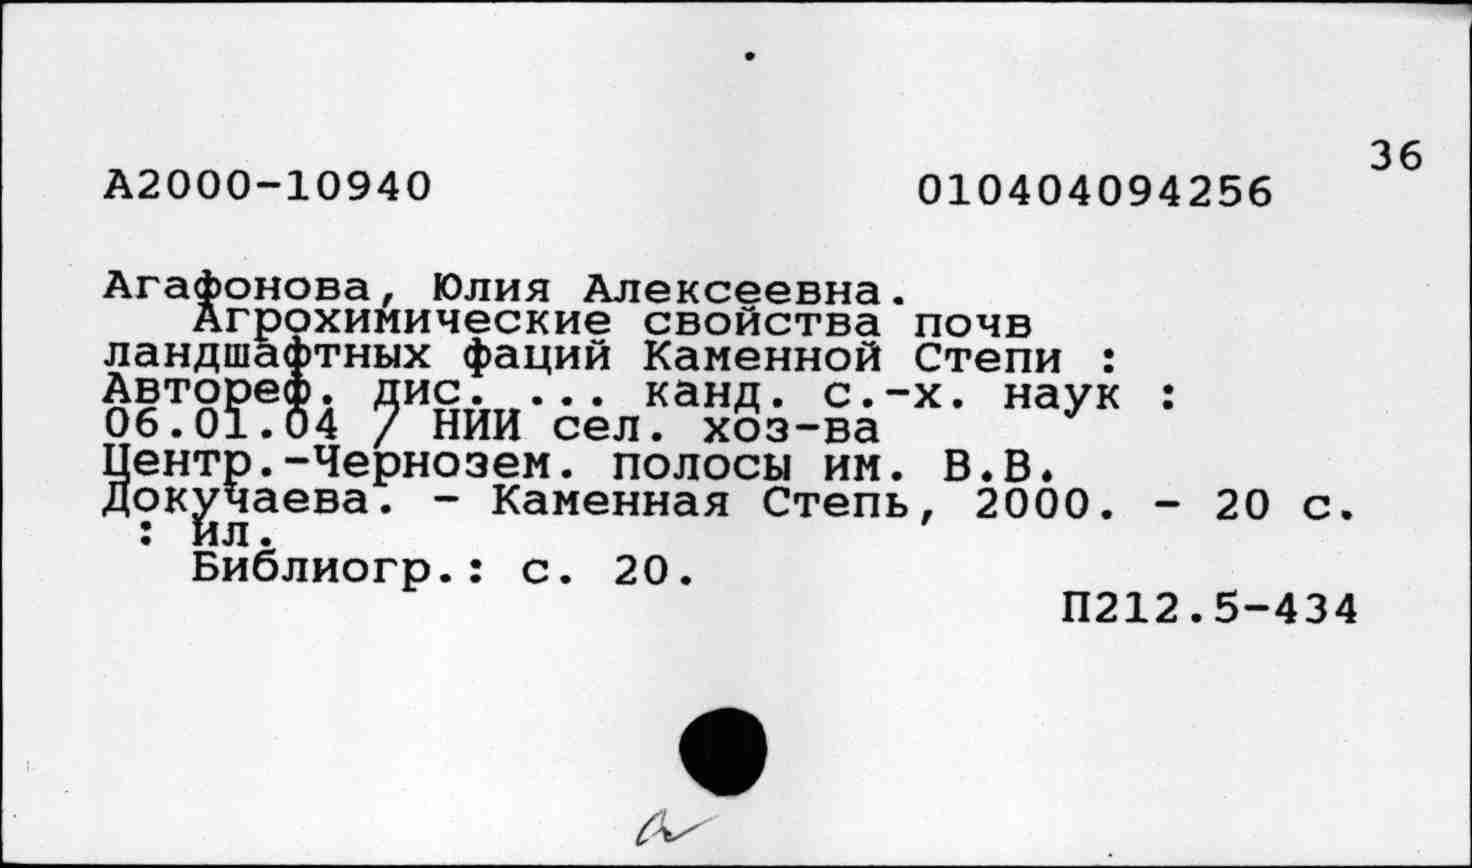 36
А2000-10940 010404094256
Агафонова, Юлия Алексеевна.
Агрохимические свойства почв
ландшафтных фаций Каменной Степи :
Автореф. дис. ... канд. с.-х. наук :
06.01.04 / НИИ сел. хоз-ва
Центр.-Чернозем. полосы им. В.В.
Докучаева. - Каменная Степь, 2000. - 20 с.
: ил.
Библиогр.: с. 20.
П212.5-434